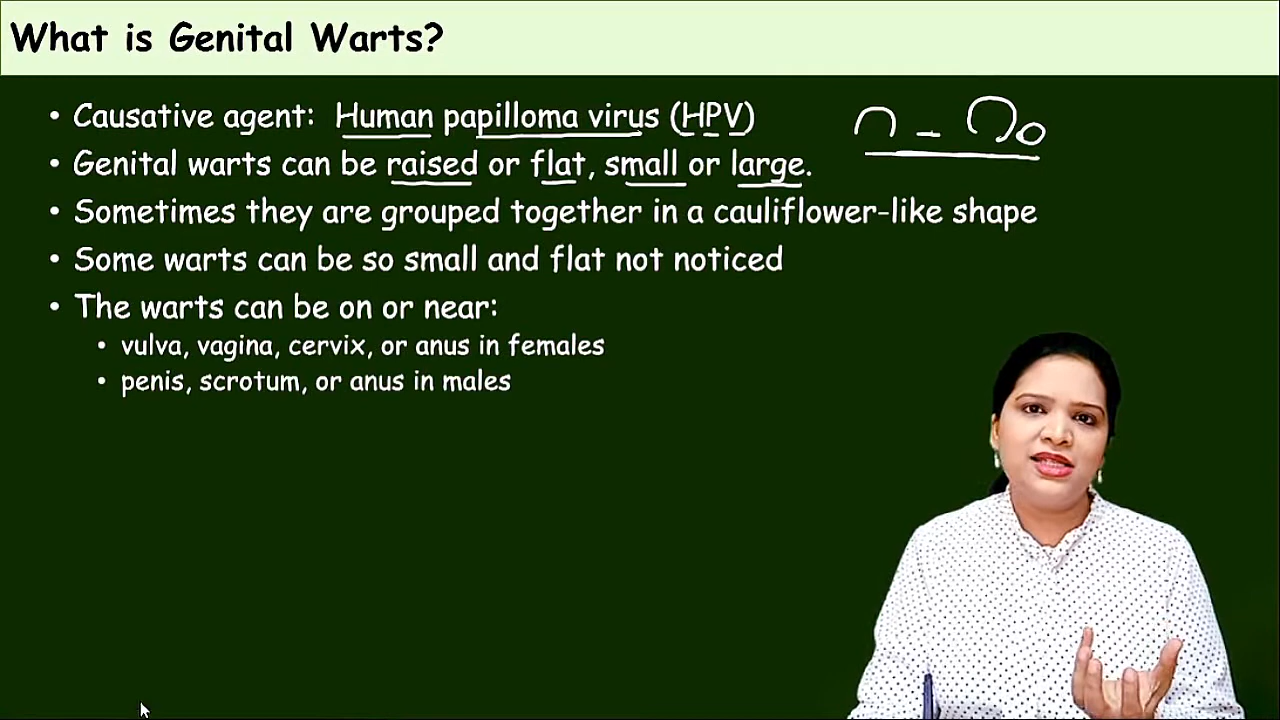 What is Genital Warts?
• Causative agent: Human papilloma virus (HPV)
• Genital warts can be raised or flat, small or large.
• Sometimes they are grouped together in a cauliflower-like shape
• Some warts can be so small and flat not noticed
• The warts can be on or near:
• vulva, vagina, cervix, or anus in females
• penis, scrotum, or anus in males